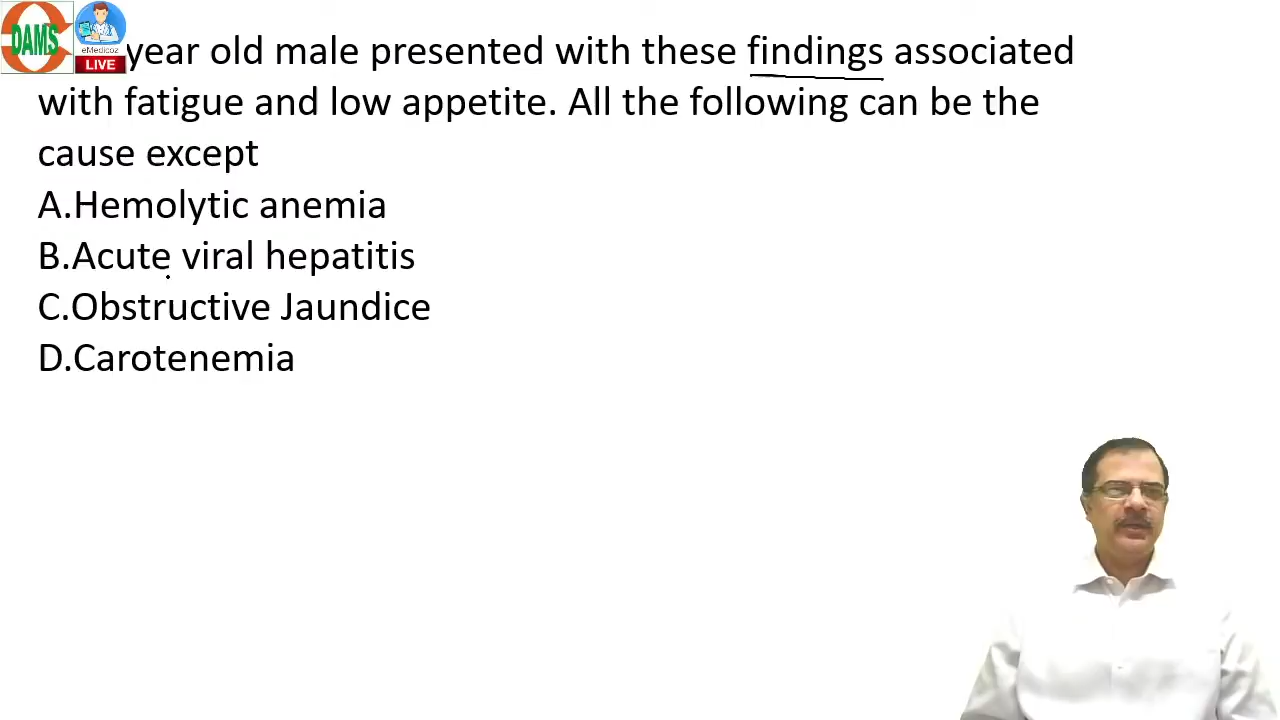 DAMS
eMedicoz
LIVE
year old male presented with these findings associated
with fatigue and low appetite. All the following can be the
cause except
A.Hemolytic anemia
B.Acute viral hepatitis
C.Obstructive Jaundice
D.Carotenemia